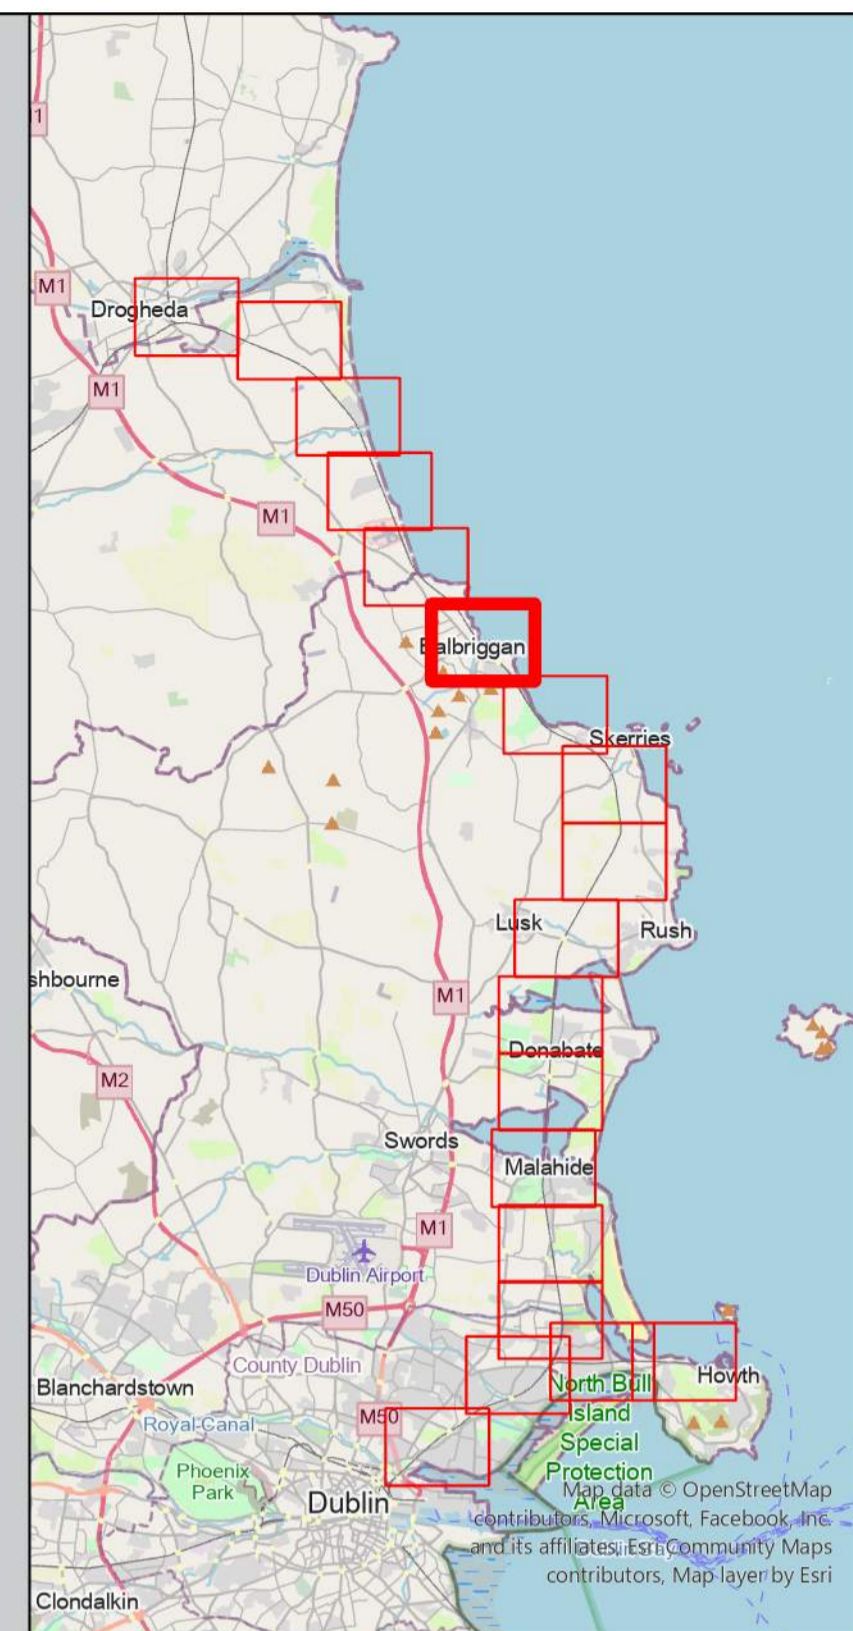 11
M1
Drogheda
M1
M1
Balbriggan
Skerries
Lusk
Rush
shbourne
M1
Donabate
M2
Swords
Malahide
M1
Dublin Airport
M50
County Dublin
Howth
Blanchardstown
North Bull
Island
Special
Protection
Area
M50
Royal Canal
Phoenix
Park
Dublin
Map data © OpenStreetMap
contributors, Microsoft, Facebook, Inc.
and its affiliates, Esri Community Maps
contributors, Map layer by Esri
Clondalkin